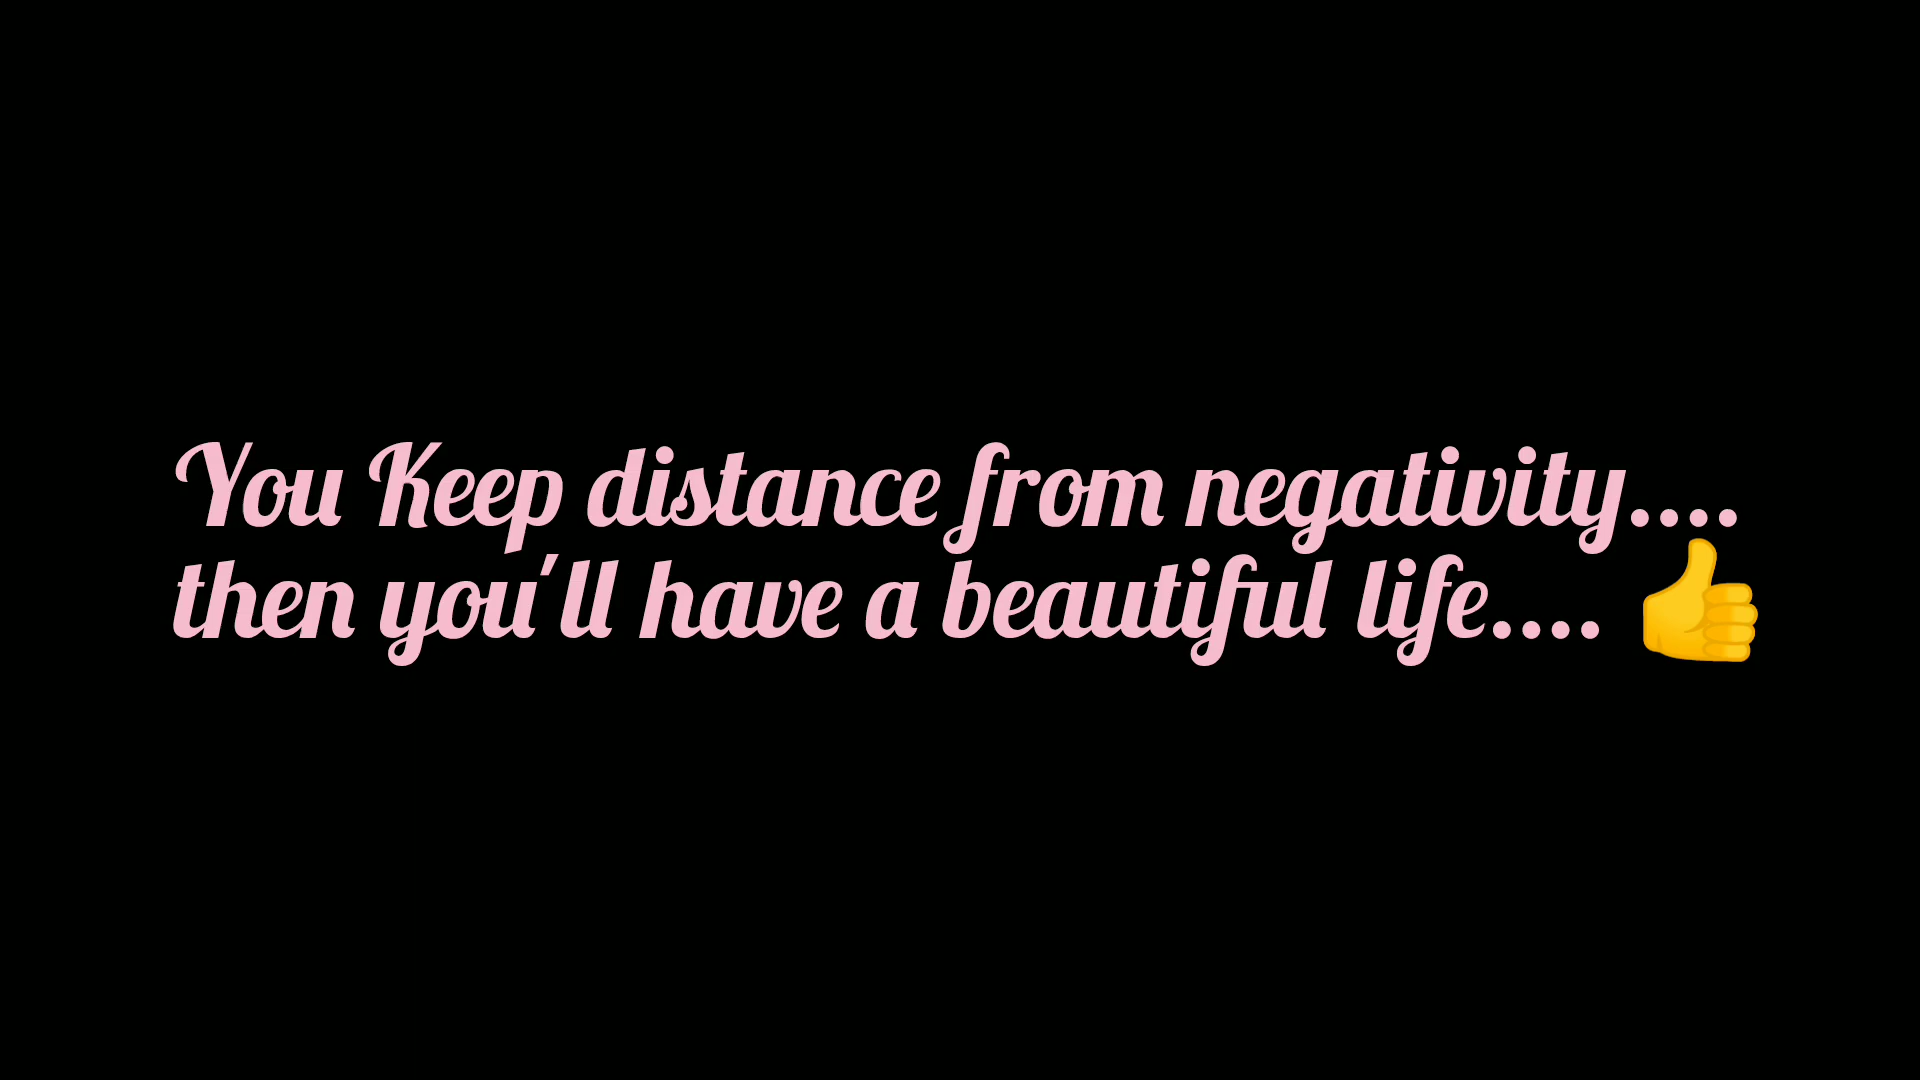 You Keep distance from negativity....
then you'll have a beautiful life.... 👍